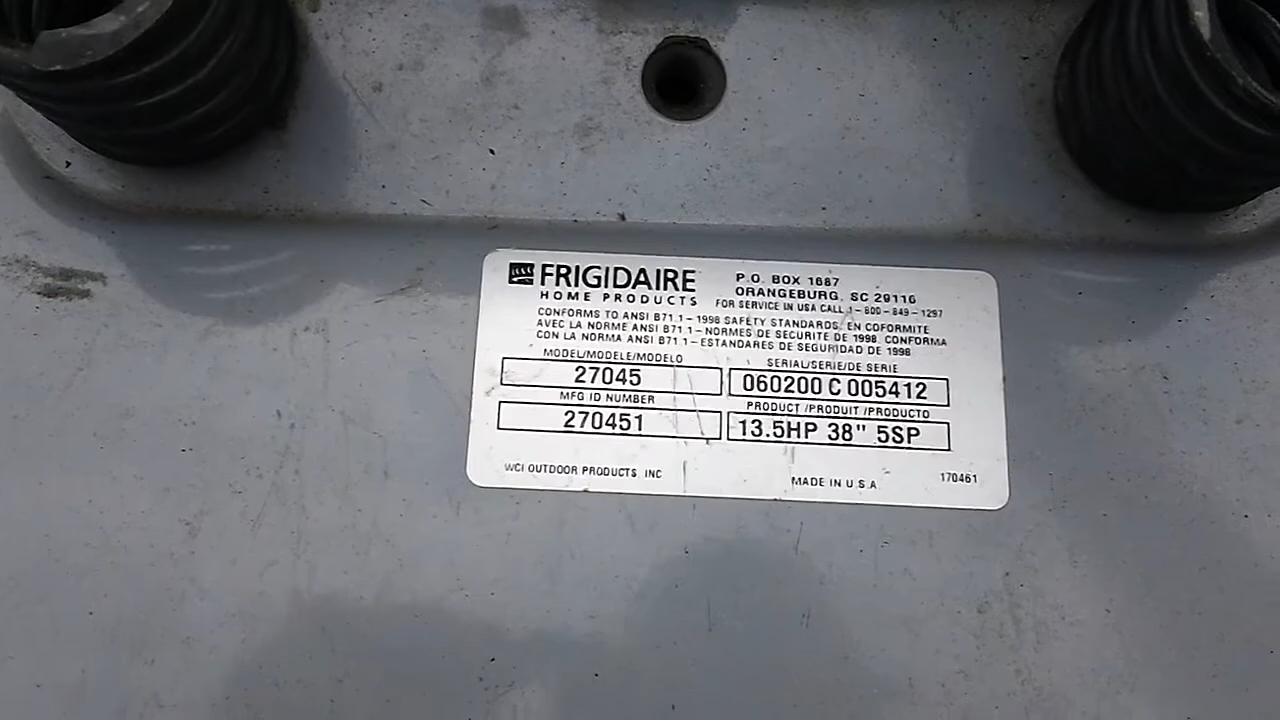 FRIGIDAIRE
HOME PRODUCTS
P.O. BOX 1687
ORANGEBURG, SC 29116
FOR SERVICE IN USA CALL 1-800-849-1297
CONFORMS TO ANSI B71.1-1998 SAFETY STANDARDS. EN COFORMITE
AVEC LA NORME ANSI B71.1-NORMES DE SECURITE DE 1998. CONFORMA
CON LA NORMA ANSI B71.1-ESTANDARES DE SEGURIDAD DE 1998
MODEL/MODELE/MODELO
27045
SERIAL/SERIE/DE SERIE
060200 C 005412
MFG ID NUMBER
270451
PRODUCT /PRODUIT /PRODUCTO
13.5HP 38" 5SP
WCI OUTDOOR PRODUCTS. INC
MADE IN U.S.A.
170461